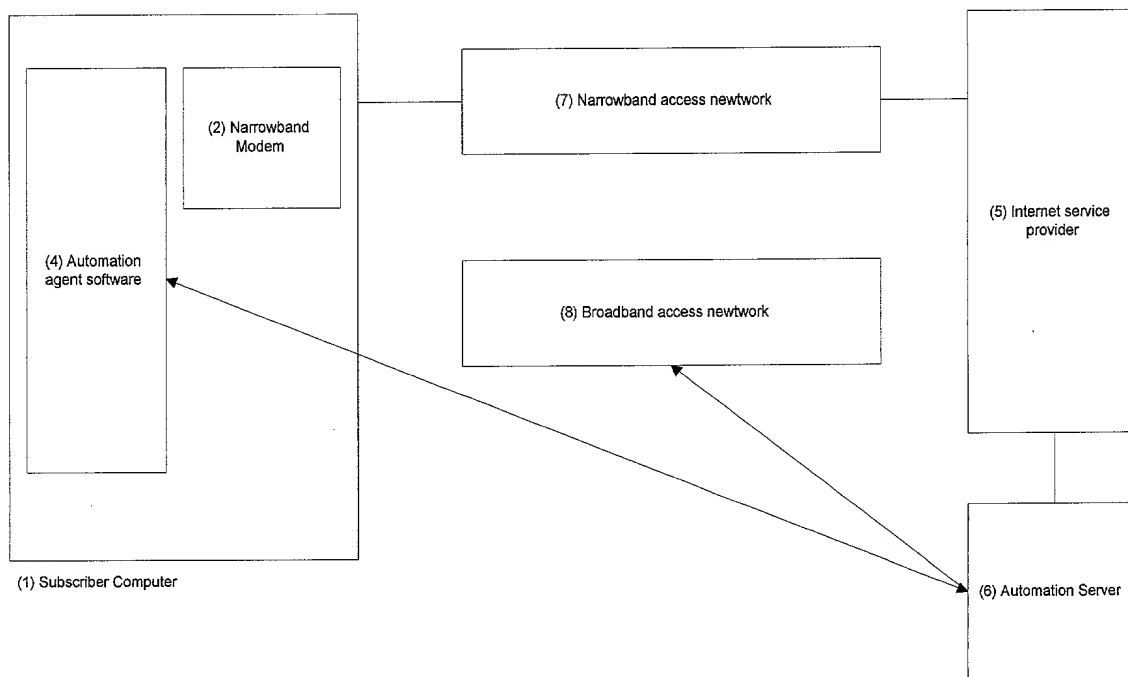 (7) Narrowband access newtwork
(2) Narrowband
Modem
(5) Internet service
provider
(4) Automation
agent software
(8) Broadband access newtwork
(1) Subscriber Computer
(6) Automation Server